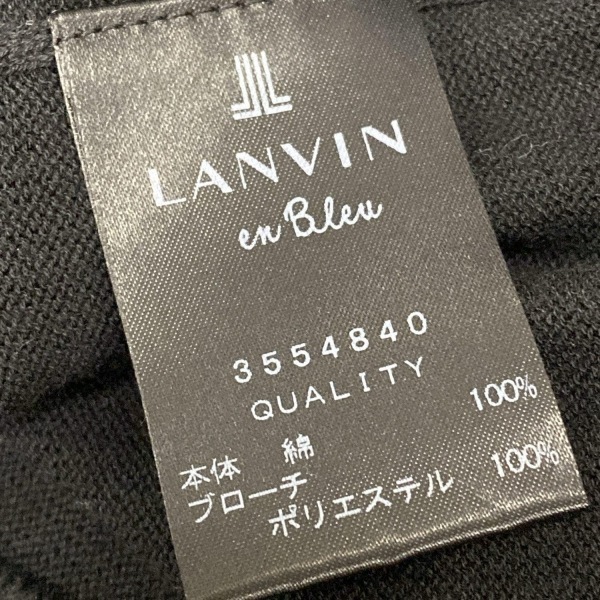 LANVIN
en Bleu
3554840
QUALITY
本体 綿 100%
ブローチ
ポリエステル 100%